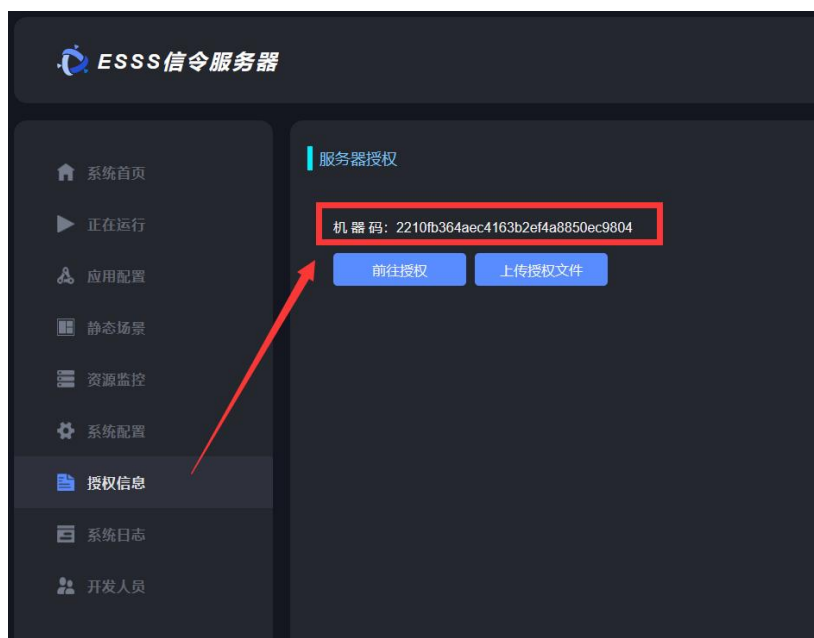 ESSS信令服务器
系统首页
正在运行
应用配置
静态场景
资源监控
系统配置
授权信息
系统日志
开发人员
服务器授权
机 器 码：2210fb364aec4163b2ef4a8850ec9804
前往授权
上传授权文件